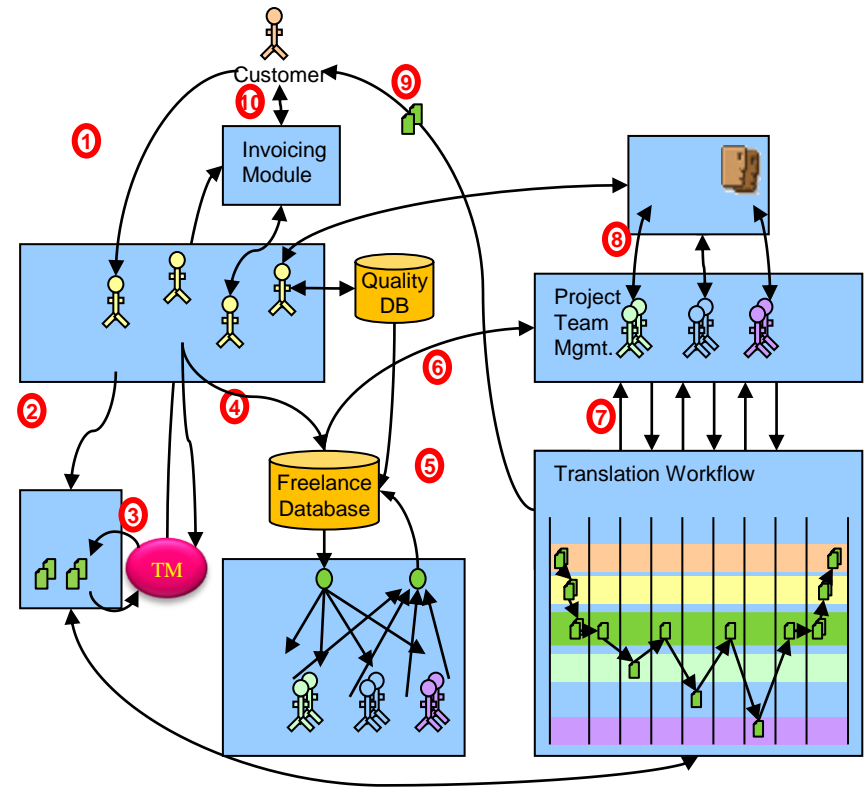 Customer
9
10
1
Invoicing
Module
8
Quality
DB
Project
Team
Mgmt.
6
2
4
7
5
Translation Workflow
Freelance
Database
3
TM